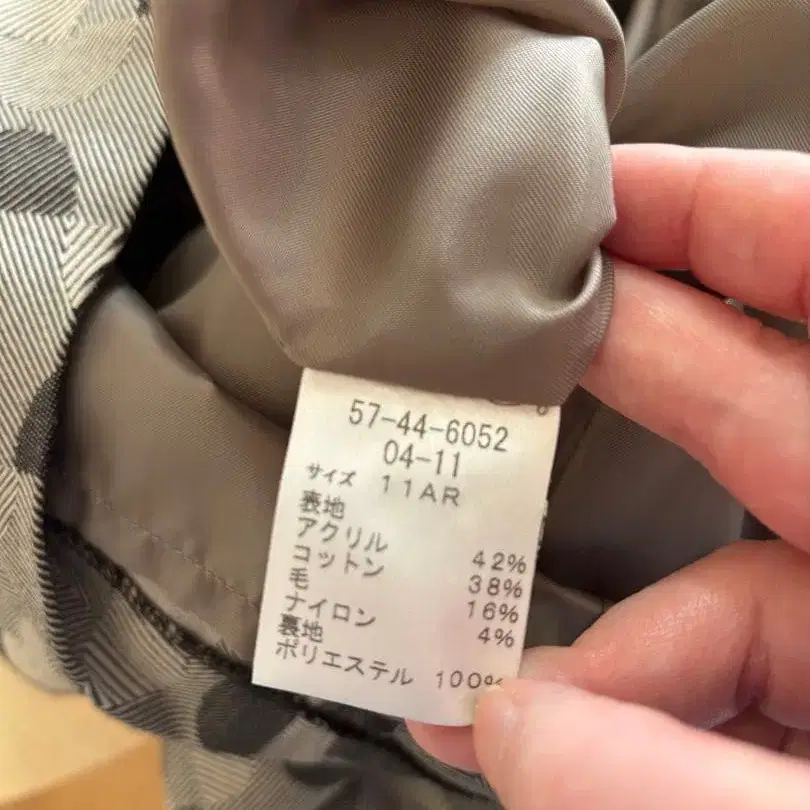 57-44-6052
04-11
サイズ 11AR
表地
アクリル 42%
コットン 38%
毛 16%
ナイロン 4%
裏地
ポリエステル 100%